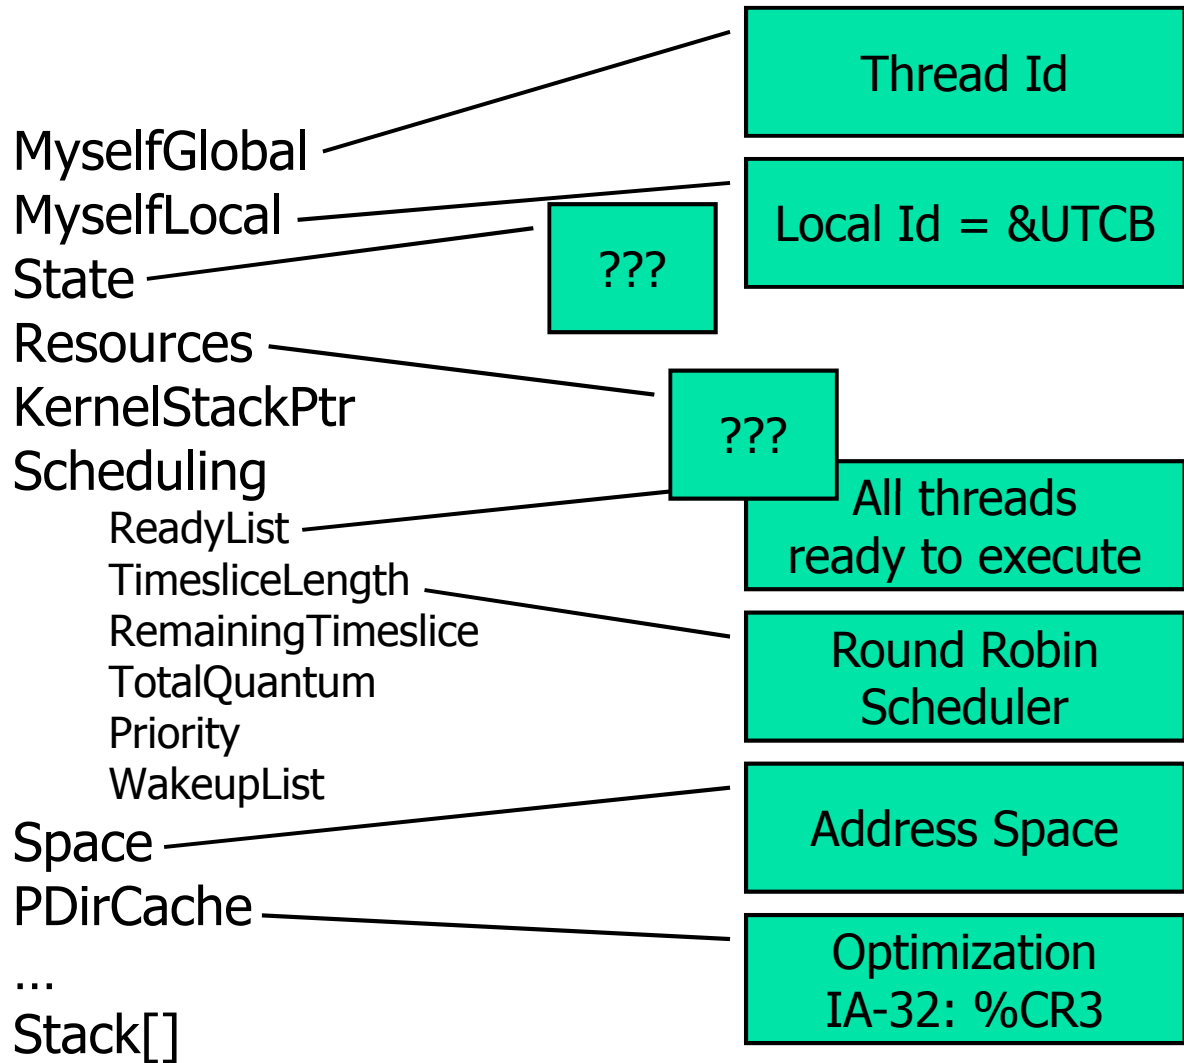 MyselfGlobal
MyselfLocal
State
Resources
KernelStackPtr
Scheduling
ReadyList
TimesliceLength
RemainingTimeslice
TotalQuantum
Priority
WakeupList
Space
PDirCache
...
Stack[]
Thread Id
Local Id = &UTCB
???
???
All threads
ready to execute
Round Robin
Scheduler
Address Space
Optimization
IA-32: %CR3